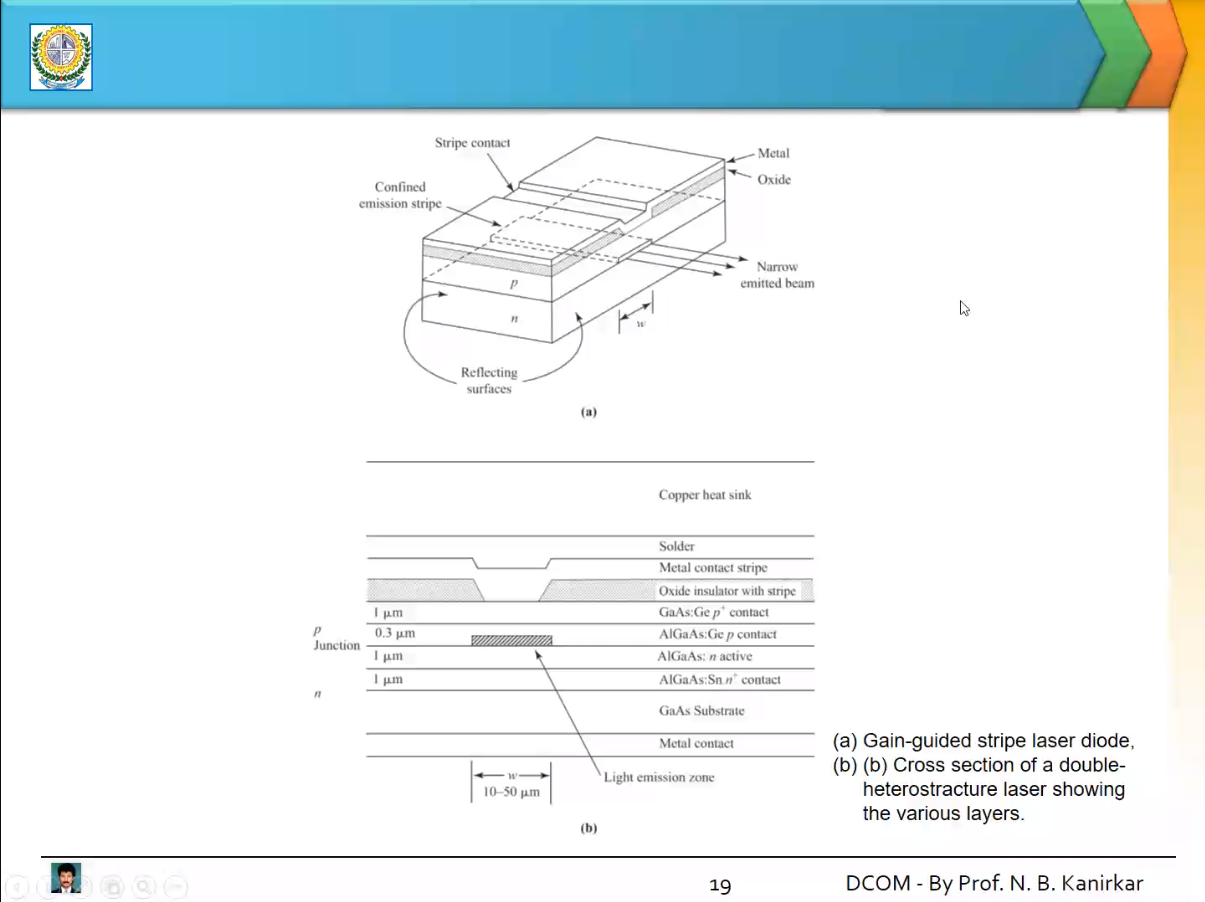 Stripe contact
Metal
Oxide
Confined
emission stripe
p
n
Narrow
emitted beam
w
Reflecting
surfaces
(a)
Copper heat sink
Solder
Metal contact stripe
Oxide insulator with stripe
1 μm GaAs:Ge p⁺ contact
p 0.3 μm AlGaAs:Ge p contact
Junction
1 μm AlGaAs: n active
1 μm AlGaAs:Sn n⁺ contact
n
GaAs Substrate
Metal contact
w
10–50 μm
Light emission zone
(b)
(a) Gain-guided stripe laser diode,
(b) (b) Cross section of a double-
heterostracture laser showing
the various layers.
19
DCOM - By Prof. N. B. Kanirkar